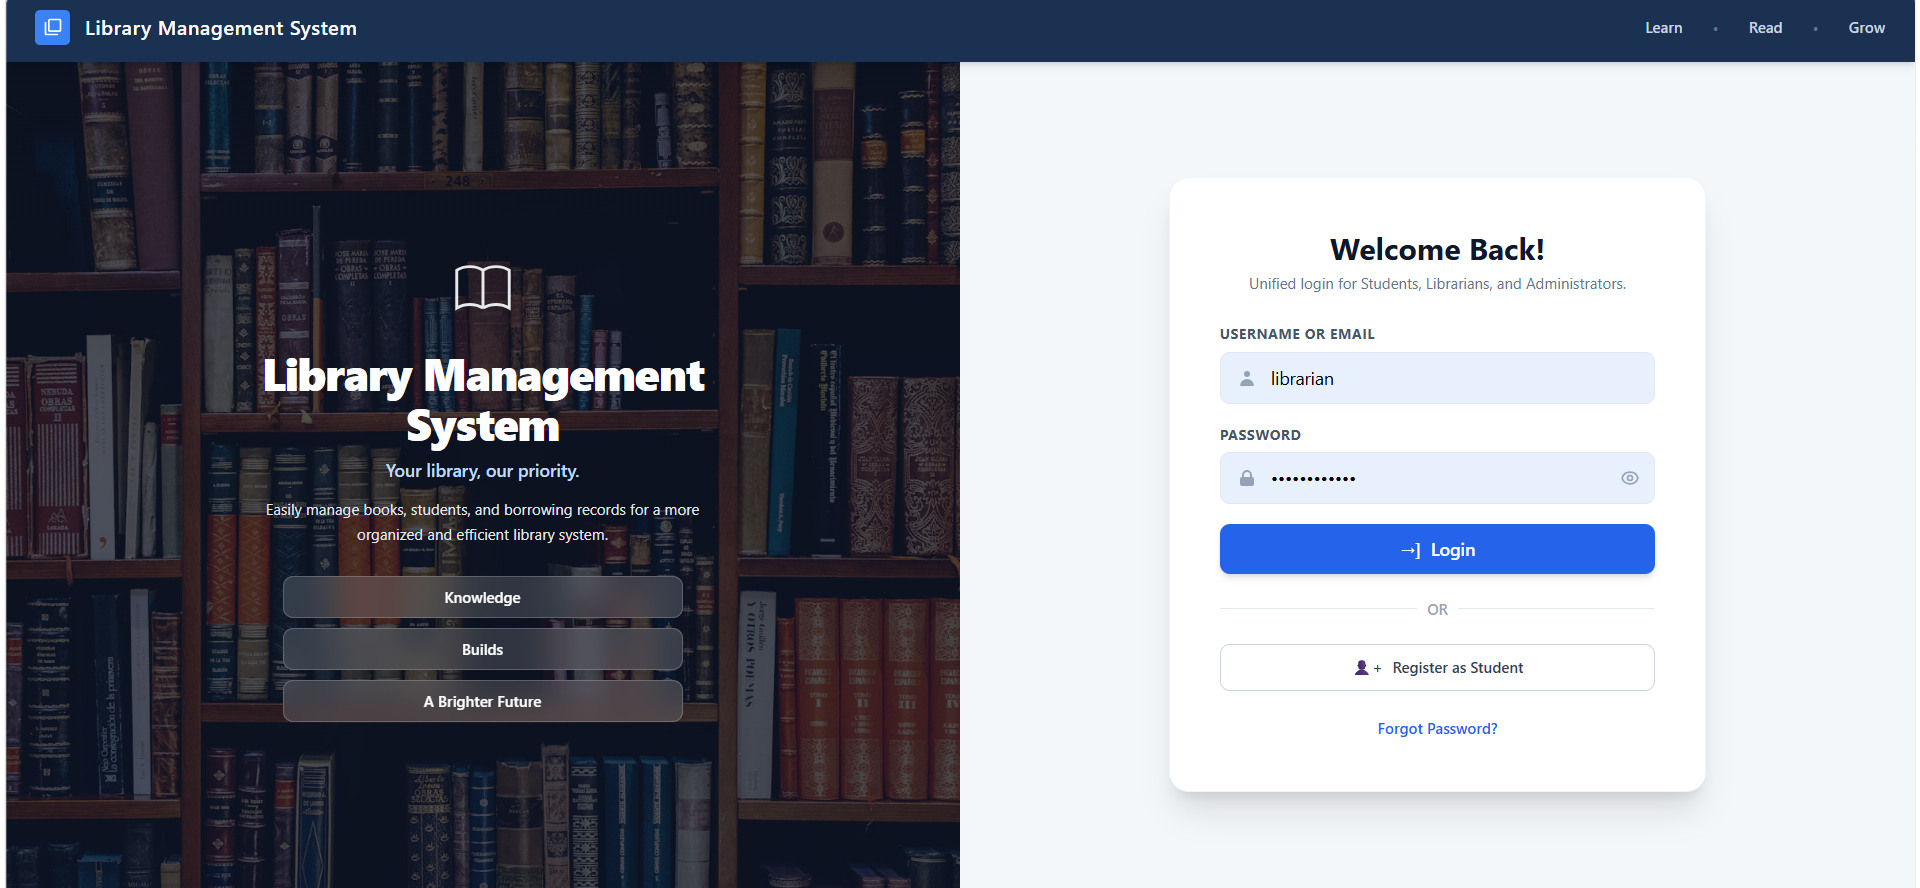 Library Management System
Learn • Read • Grow
248
Library Management
System
Your library, our priority.
Easily manage books, students, and borrowing records for a more
organized and efficient library system.
Knowledge
Builds
A Brighter Future
Welcome Back!
Unified login for Students, Librarians, and Administrators.
USERNAME OR EMAIL
librarian
PASSWORD
••••••••••••
Login
OR
Register as Student
Forgot Password?